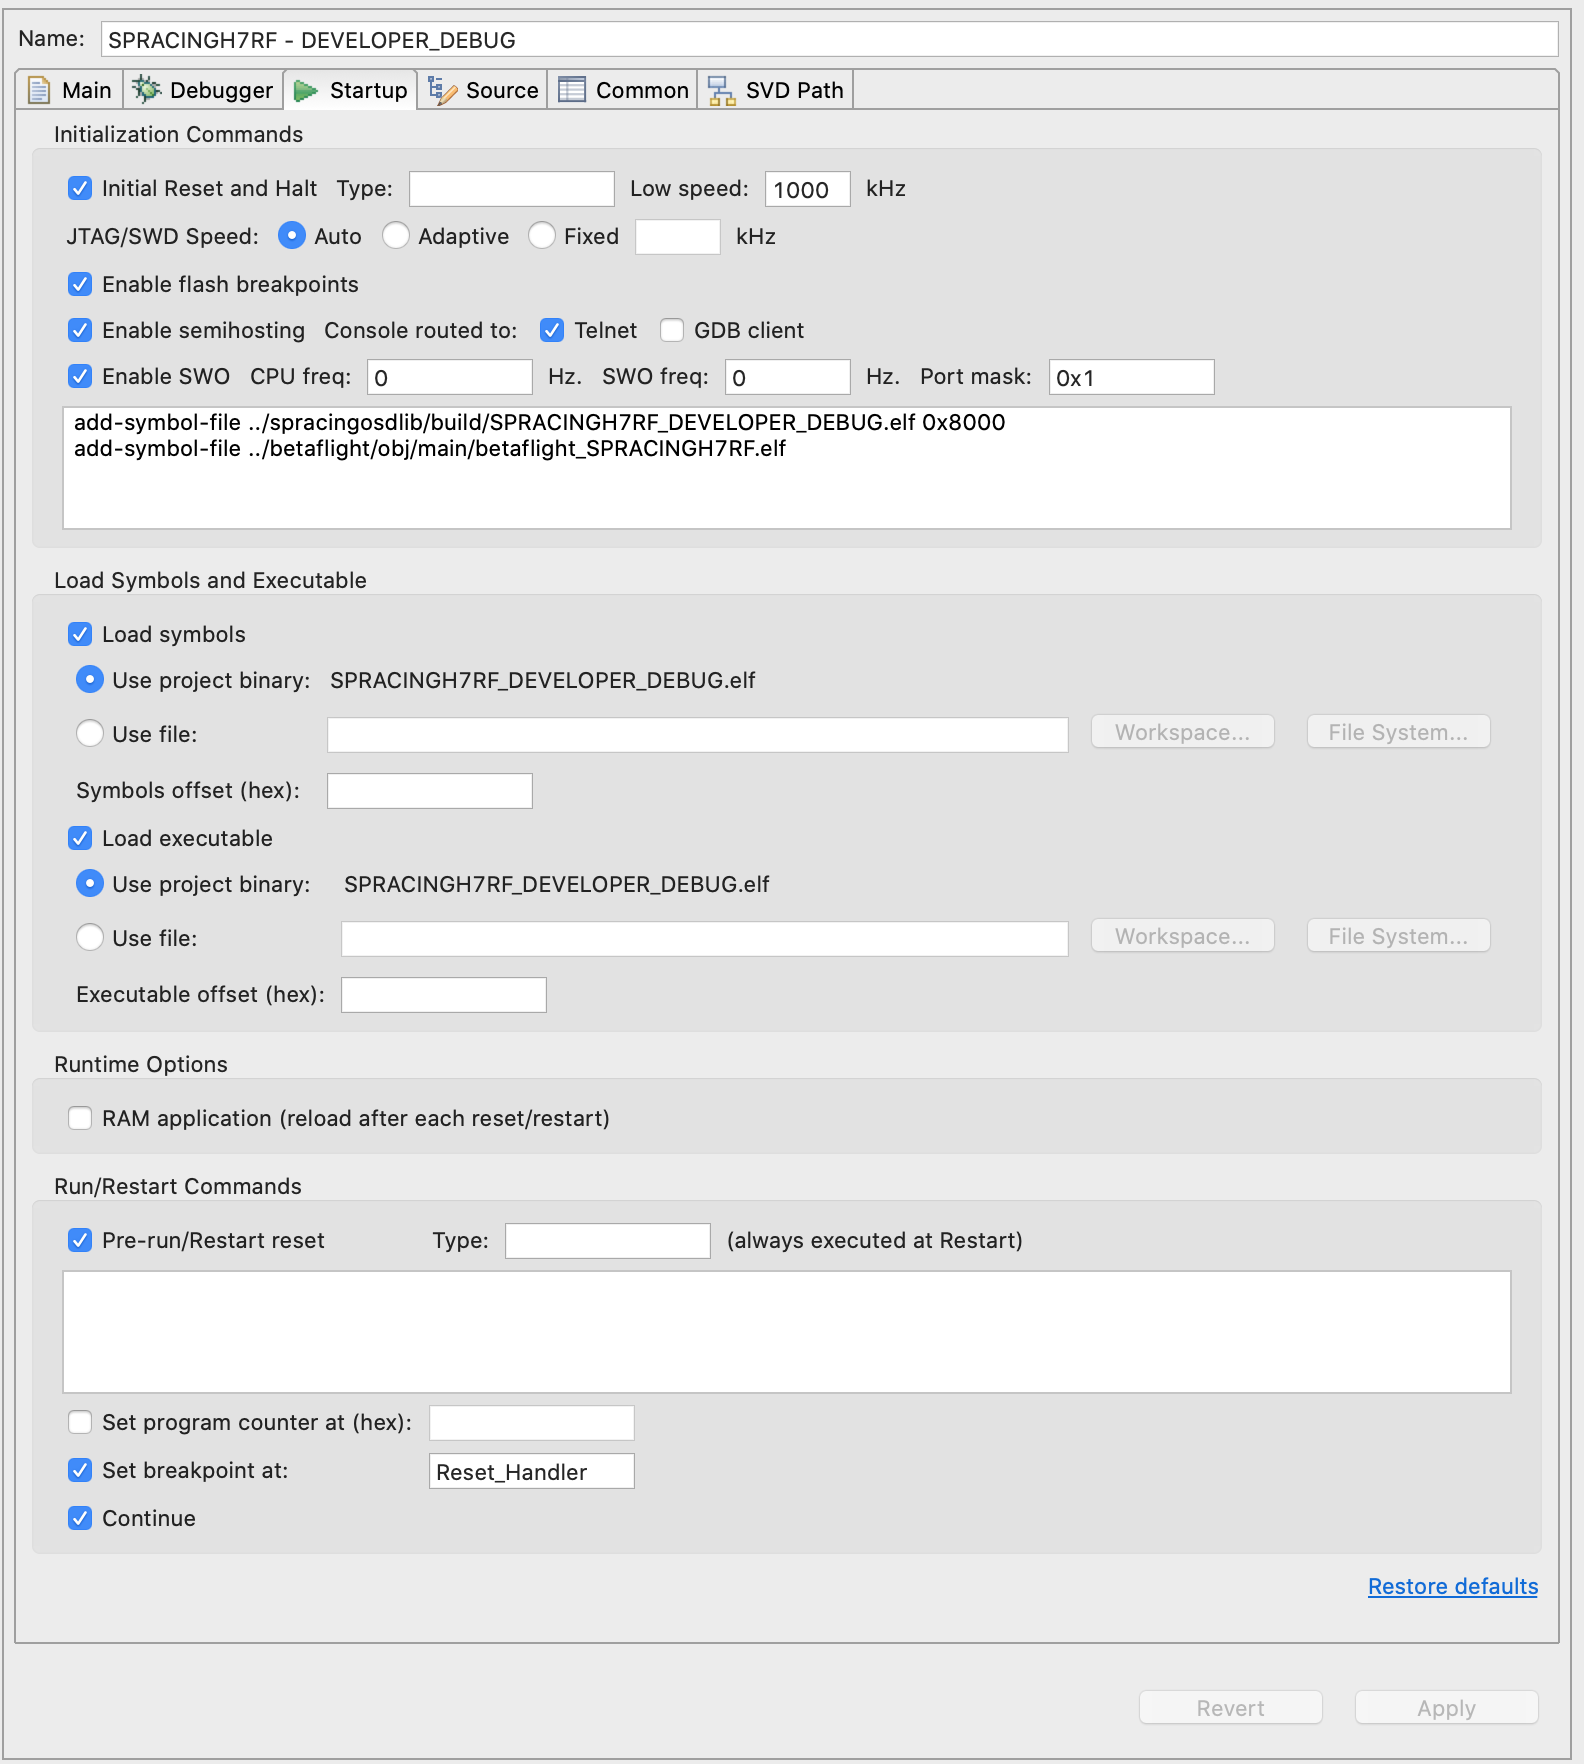 Name: SPRACINGH7RF - DEVELOPER_DEBUG
Main Debugger Startup Source Common SVD Path
Initialization Commands
Initial Reset and Halt Type: Low speed: 1000 kHz
JTAG/SWD Speed: Auto Adaptive Fixed kHz
Enable flash breakpoints
Enable semihosting Console routed to: Telnet GDB client
Enable SWO CPU freq: 0 Hz. SWO freq: 0 Hz. Port mask: 0x1
add-symbol-file ../spracingosdlib/build/SPRACINGH7RF_DEVELOPER_DEBUG.elf 0x8000
add-symbol-file ../betaflight/obj/main/betaflight_SPRACINGH7RF.elf
Load Symbols and Executable
Load symbols
Use project binary: SPRACINGH7RF_DEVELOPER_DEBUG.elf
Use file: Workspace... File System...
Symbols offset (hex):
Load executable
Use project binary: SPRACINGH7RF_DEVELOPER_DEBUG.elf
Use file: Workspace... File System...
Executable offset (hex):
Runtime Options
RAM application (reload after each reset/restart)
Run/Restart Commands
Pre-run/Restart reset Type: (always executed at Restart)
Set program counter at (hex):
Set breakpoint at: Reset_Handler
Continue
Restore defaults
Revert Apply